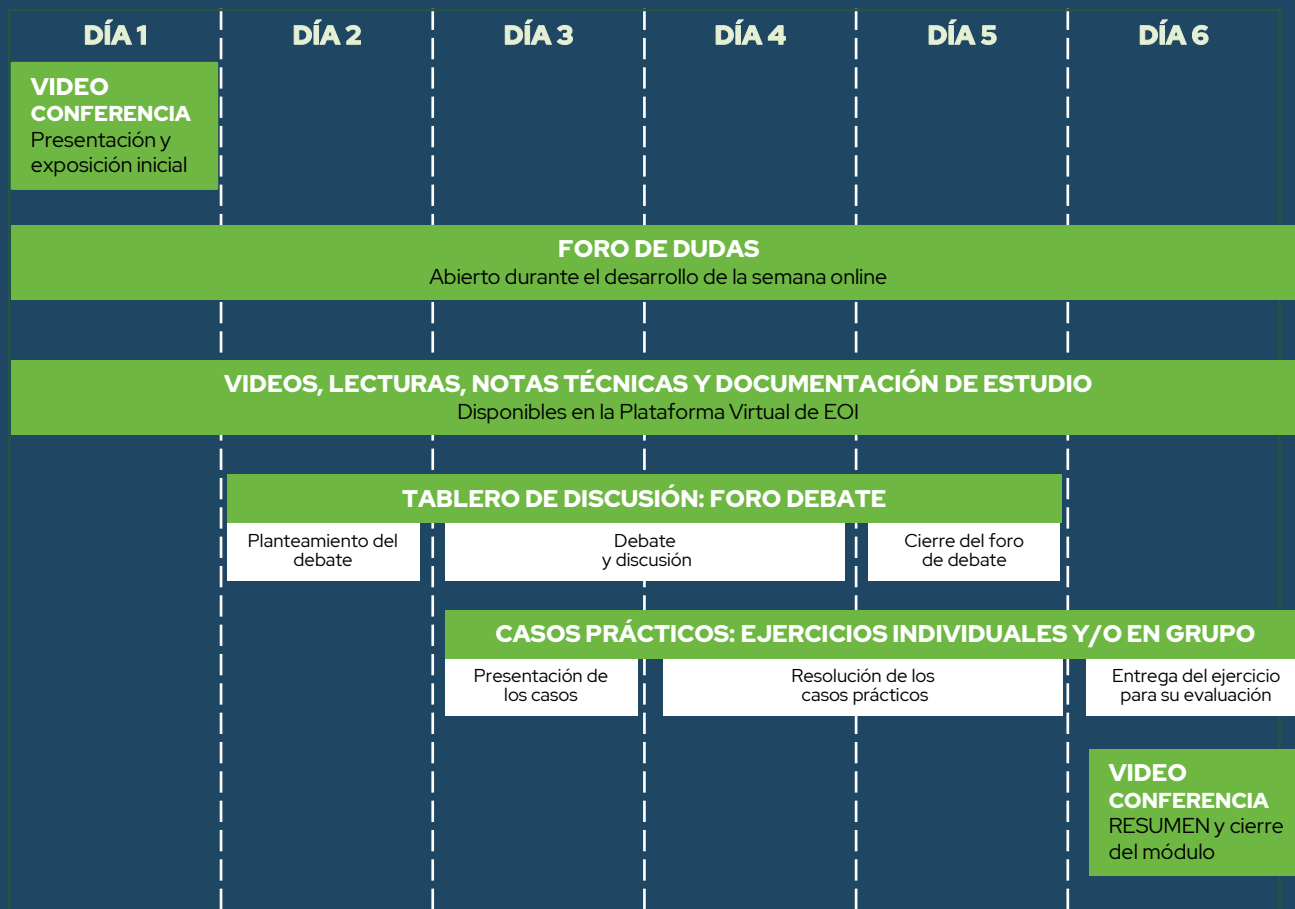 DÍA 1
DÍA 2
DÍA 3
DÍA 4
DÍA 5
DÍA 6
VIDEO
CONFERENCIA
Presentación y
exposición inicial
FORO DE DUDAS
Abierto durante el desarrollo de la semana online
VIDEOS, LECTURAS, NOTAS TÉCNICAS Y DOCUMENTACIÓN DE ESTUDIO
Disponibles en la Plataforma Virtual de EOI
TABLERO DE DISCUSIÓN: FORO DEBATE
Planteamiento del
debate
Debate
y discusión
Cierre del foro
de debate
CASOS PRÁCTICOS: EJERCICIOS INDIVIDUALES Y/O EN GRUPO
Presentación de
los casos
Resolución de los
casos prácticos
Entrega del ejercicio
para su evaluación
VIDEO
CONFERENCIA
RESUMEN y cierre
del módulo